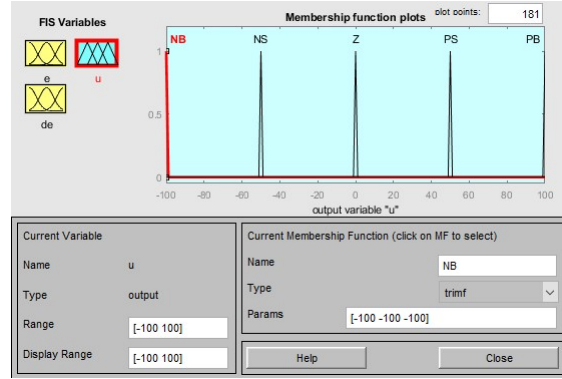 FIS Variables
Membership function plots
plot points: 181
e
u
de
NB NS Z PS PB
1
0.5
0
-100 -80 -60 -40 -20 0 20 40 60 80 100
output variable "u"
Current Variable
Name u
Type output
Range [-100 100]
Display Range [-100 100]
Current Membership Function (click on MF to select)
Name NB
Type trimf
Params [-100 -100 -100]
Help
Close